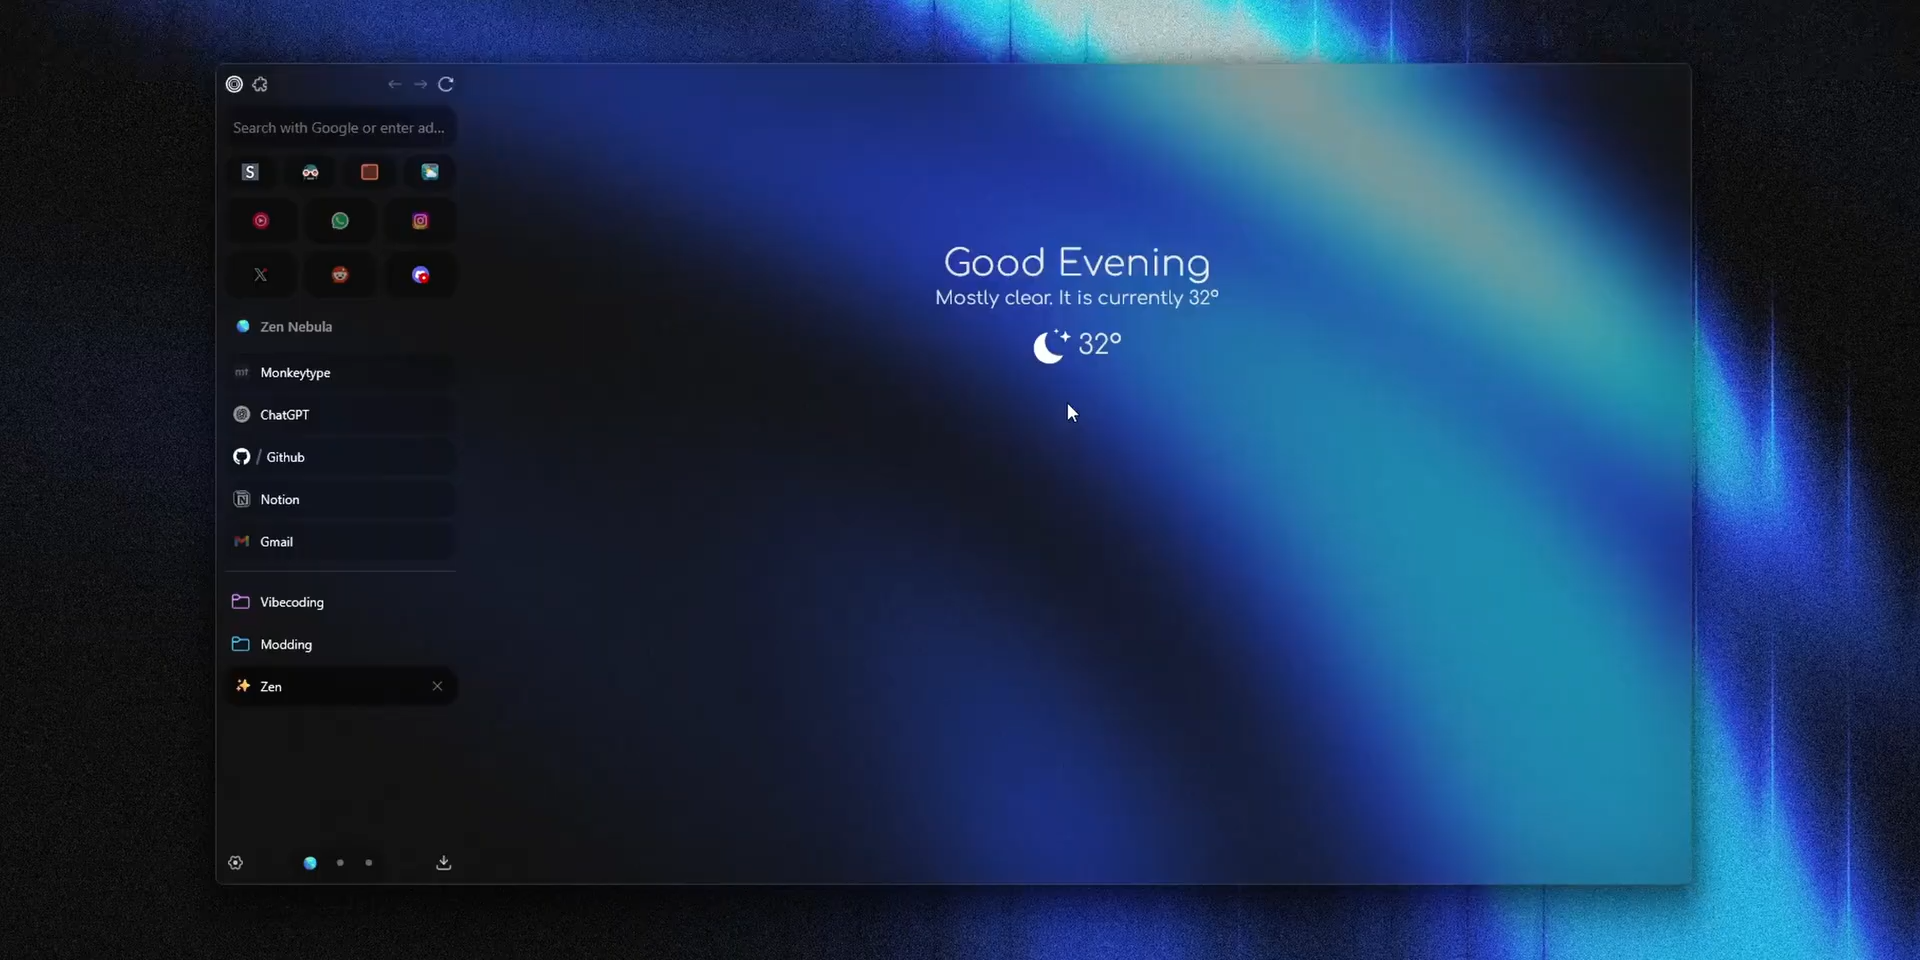 Search with Google or enter ad...
S
Zen Nebula
mt Monkeytype
ChatGPT
/ Github
Notion
Gmail
Vibecoding
Modding
Zen
Good Evening
Mostly clear. It is currently 32°
32°